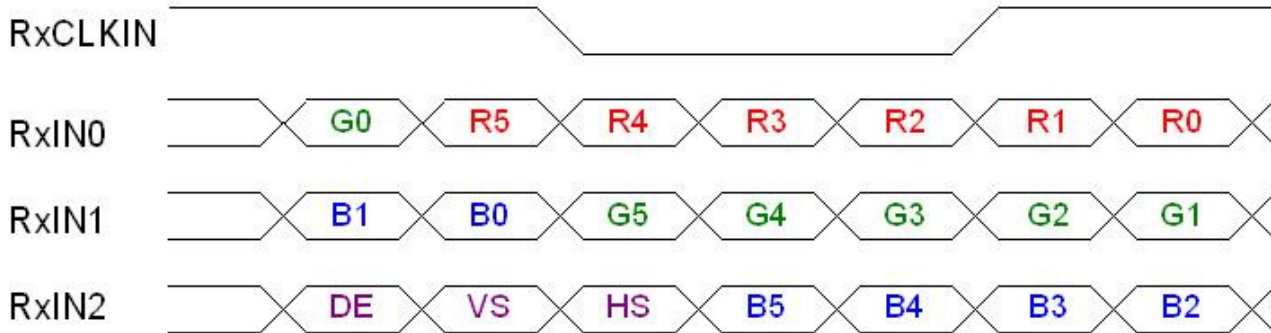 RxCLKIN
RxIN0 G0 R5 R4 R3 R2 R1 R0
RxIN1 B1 B0 G5 G4 G3 G2 G1
RxIN2 DE VS HS B5 B4 B3 B2